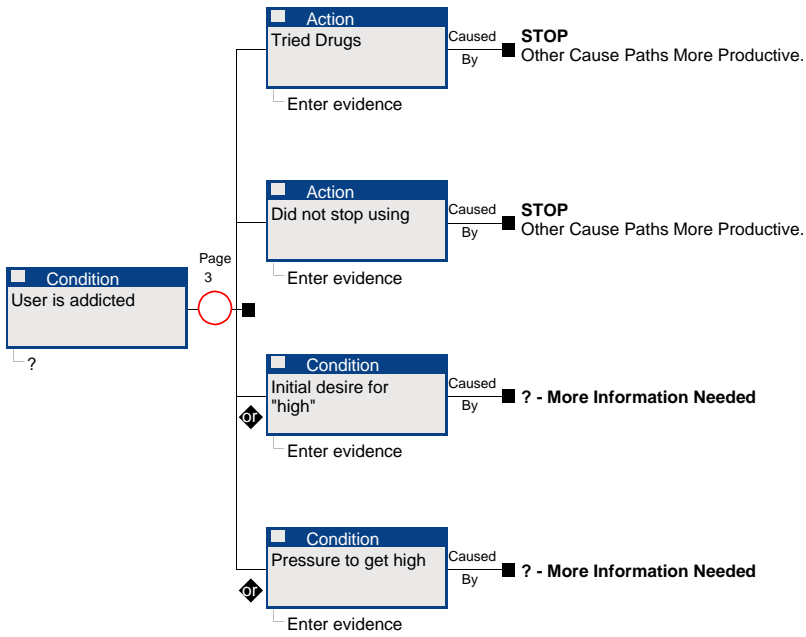 Action
Tried Drugs
Caused
By
STOP
Other Cause Paths More Productive.
Enter evidence
Action
Did not stop using
Caused
By
STOP
Other Cause Paths More Productive.
Enter evidence
Page
3
Condition
User is addicted
?
Condition
Initial desire for
"high"
or
Caused
By
? - More Information Needed
Enter evidence
Condition
Pressure to get high
or
Caused
By
? - More Information Needed
Enter evidence